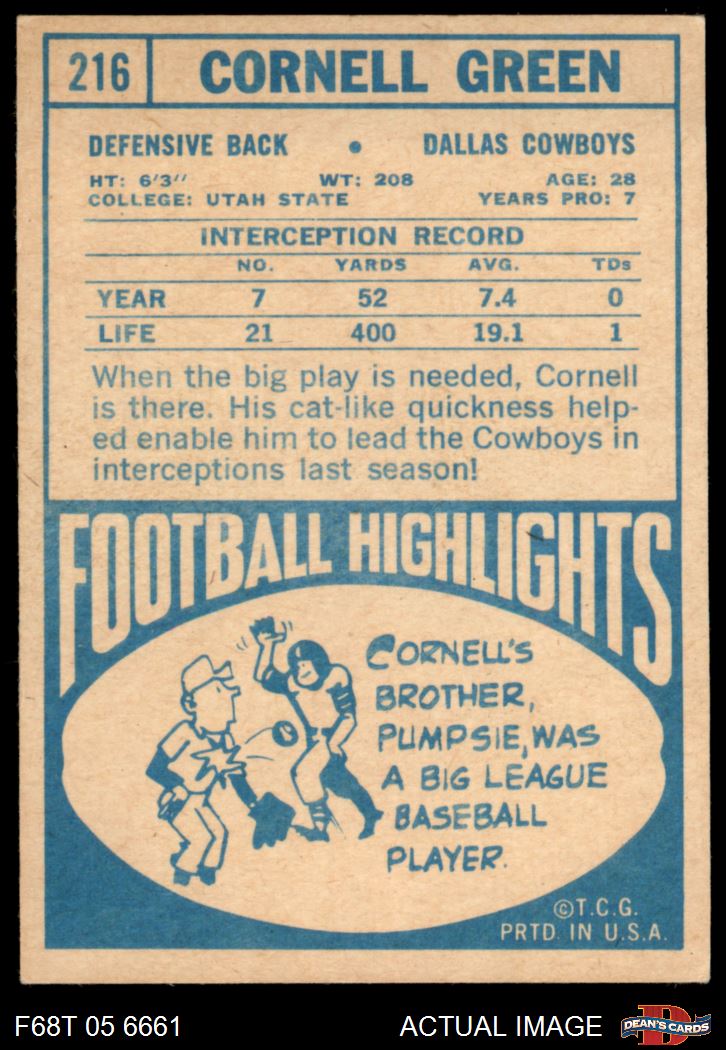 216 CORNELL GREEN
DEFENSIVE BACK • DALLAS COWBOYS
HT: 6'3" WT: 208 AGE: 28
COLLEGE: UTAH STATE YEARS PRO: 7
INTERCEPTION RECORD
NO. YARDS AVG. TDs
YEAR 7 52 7.4 0
LIFE 21 400 19.1 1
When the big play is needed, Cornell
is there. His cat-like quickness help-
ed enable him to lead the Cowboys in
interceptions last season!
FOOTBALL HIGHLIGHTS
CORNELL'S
BROTHER,
PUMPSIE, WAS
A BIG LEAGUE
BASEBALL
PLAYER.
©T.C.G.
PRTD. IN U.S.A.
F68T 05 6661 ACTUAL IMAGE D DEAN'S CARDS